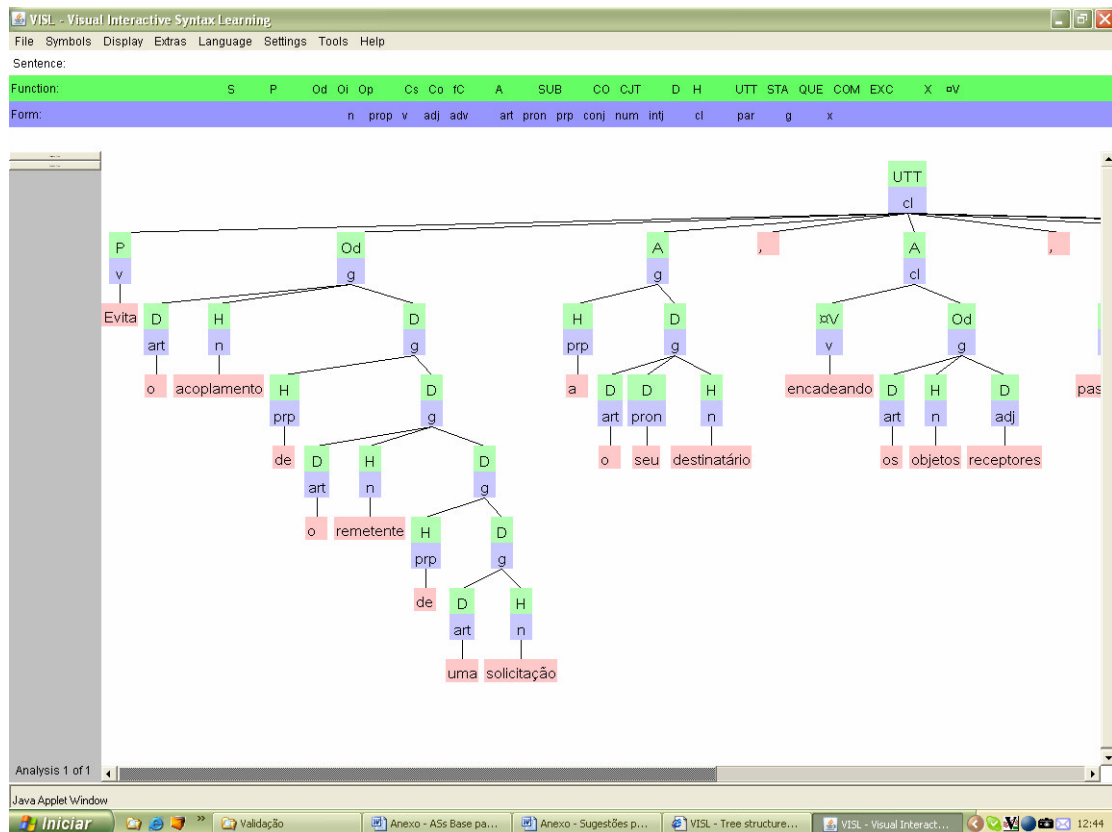 VISL - Visual Interactive Syntax Learning
File Symbols Display Extras Language Settings Tools Help
Sentence:
Function: S P Od Oi Op Cs Co fC A SUB CO CJT D H UTT STA QUE COM EXC X ¤V
Form: n prop v adj adv art pron prp conj num intj cl par g x
UTT
cl
P Od A , A ,
v g g cl
Evita D H D H D ¤V Od
art n g prp g v g
o acoplamento H D a D D H encadeando D H D pas
prp g art pron n art n adj
de D H D o seu destinatário os objetos receptores
art n g
o remetente H D
prp g
de D H
art n
uma solicitação
Analysis 1 of 1
Java Applet Window
Iniciar » Validação Anexo - ASs Base pa... Anexo - Sugestões p... VISL - Tree structure... VISL - Visual Interact... 12:44